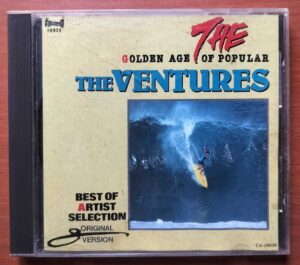 THE
GOLDEN AGE OF POPULAR
THE VENTURES
BEST OF
ARTIST
SELECTION
ORIGINAL
VERSION